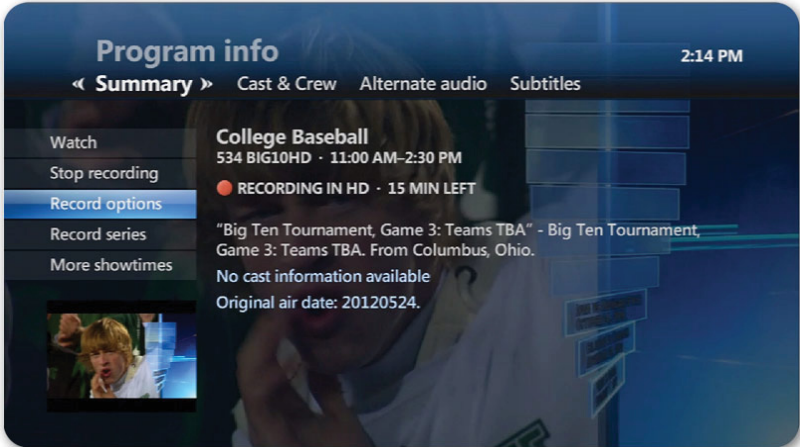 Program info
2:14 PM
« Summary » Cast & Crew Alternate audio Subtitles
Watch
Stop recording
Record options
Record series
More showtimes
College Baseball
534 BIG10HD · 11:00 AM–2:30 PM
RECORDING IN HD · 15 MIN LEFT
“Big Ten Tournament, Game 3: Teams TBA” - Big Ten Tournament,
Game 3: Teams TBA. From Columbus, Ohio.
No cast information available
Original air date: 20120524.